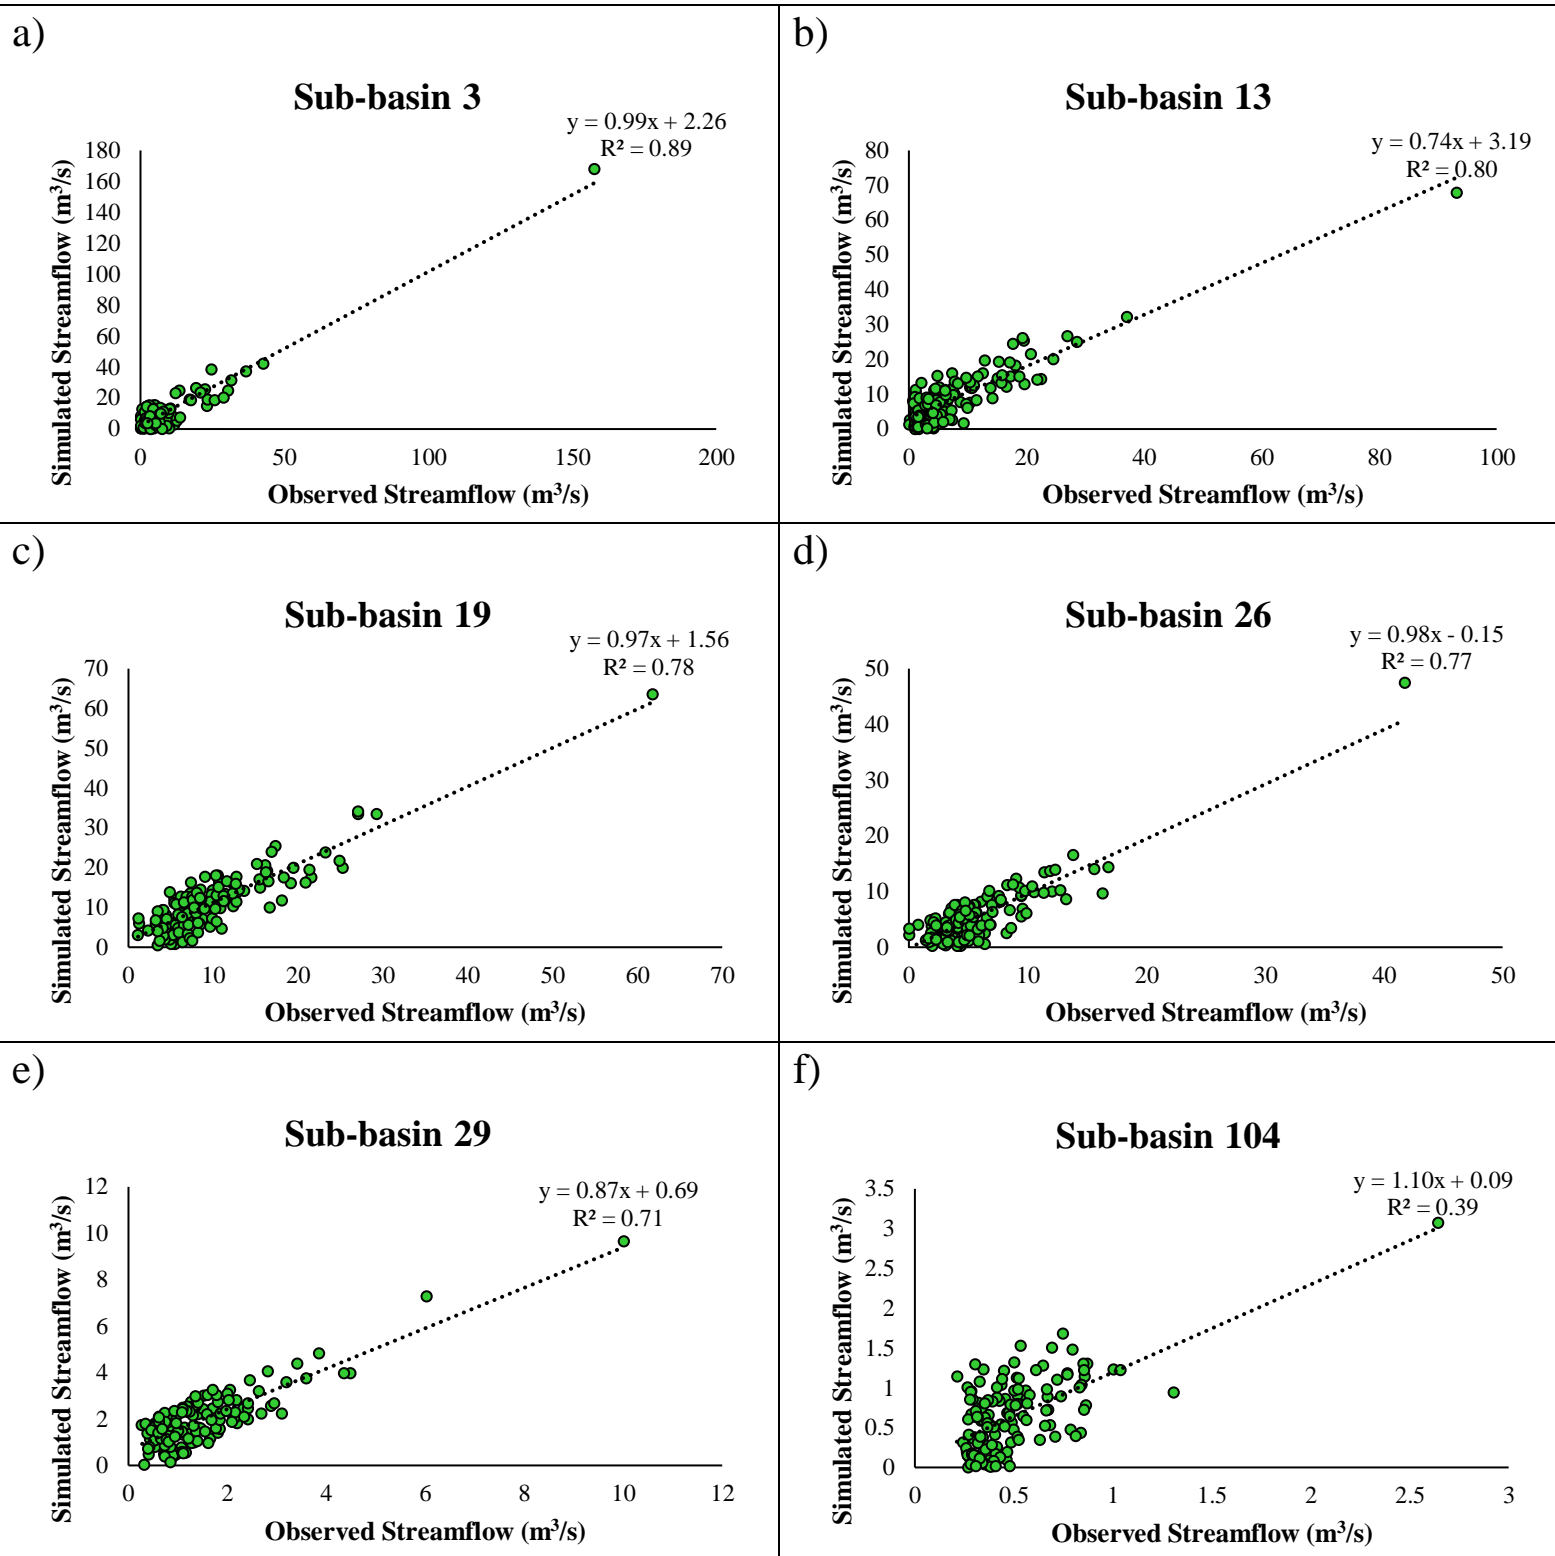 a)
Sub-basin 3
y = 0.99x + 2.26
R² = 0.89
Simulated Streamflow (m³/s)
180
160
140
120
100
80
60
40
20
0
0 50 100 150 200
Observed Streamflow (m³/s)
b)
Sub-basin 13
y = 0.74x + 3.19
R² = 0.80
Simulated Streamflow (m³/s)
80
70
60
50
40
30
20
10
0
0 20 40 60 80 100
Observed Streamflow (m³/s)
c)
Sub-basin 19
y = 0.97x + 1.56
R² = 0.78
Simulated Streamflow (m³/s)
70
60
50
40
30
20
10
0
0 10 20 30 40 50 60 70
Observed Streamflow (m³/s)
d)
Sub-basin 26
y = 0.98x - 0.15
R² = 0.77
Simulated Streamflow (m³/s)
50
40
30
20
10
0
0 10 20 30 40 50
Observed Streamflow (m³/s)
e)
Sub-basin 29
y = 0.87x + 0.69
R² = 0.71
Simulated Streamflow (m³/s)
12
10
8
6
4
2
0
0 2 4 6 8 10 12
Observed Streamflow (m³/s)
f)
Sub-basin 104
y = 1.10x + 0.09
R² = 0.39
Simulated Streamflow (m³/s)
3.5
3
2.5
2
1.5
1
0.5
0
0 0.5 1 1.5 2 2.5 3
Observed Streamflow (m³/s)